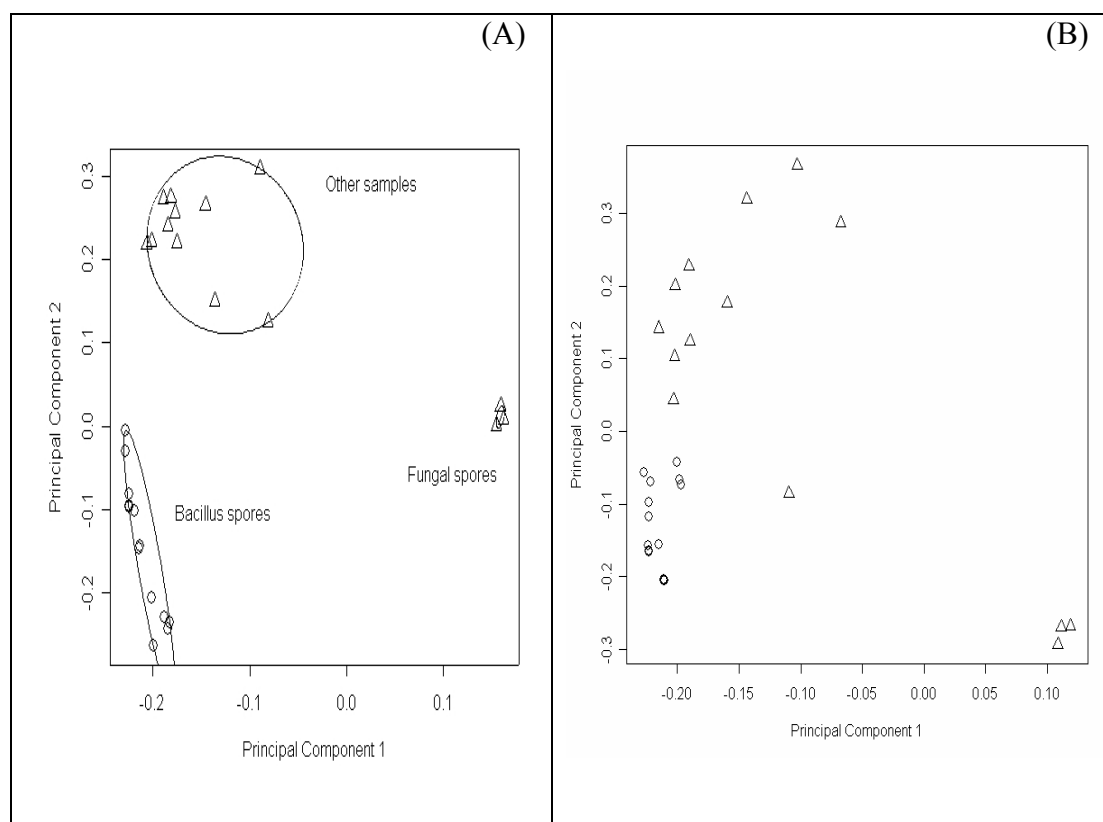 (A)
Principal Component 2
0.3
0.2
0.1
0.0
-0.1
-0.2
Other samples
Fungal spores
Bacillus spores
-0.2
-0.1
0.0
0.1
Principal Component 1
(B)
Principal Component 2
0.3
0.2
0.1
0.0
-0.1
-0.2
-0.3
-0.20
-0.15
-0.10
-0.05
0.00
0.05
0.10
Principal Component 1